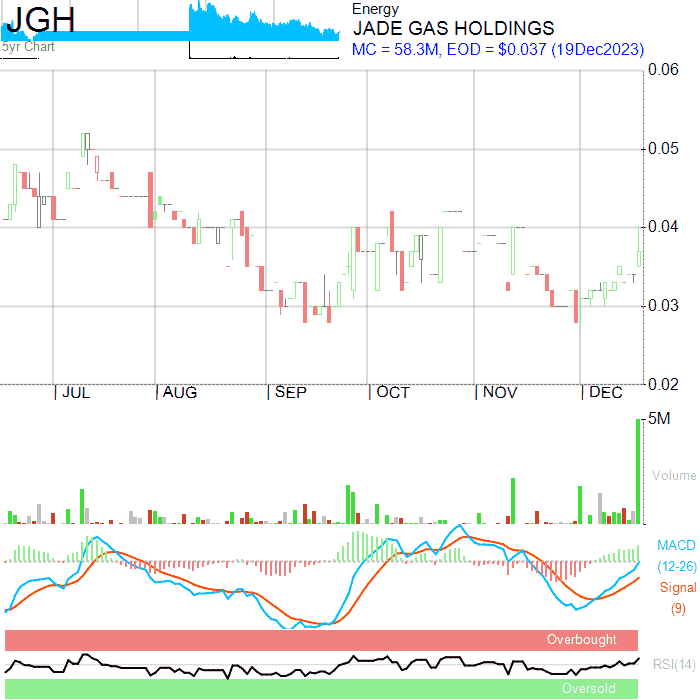 JGH
5yr Chart
Energy
JADE GAS HOLDINGS
MC = 58.3M, EOD = $0.037 (19Dec2023)
0.06
0.05
0.04
0.03
0.02
JUL AUG SEP OCT NOV DEC
5M
Volume
MACD
(12-26)
Signal
(9)
Overbought
RSI(14)
Oversold